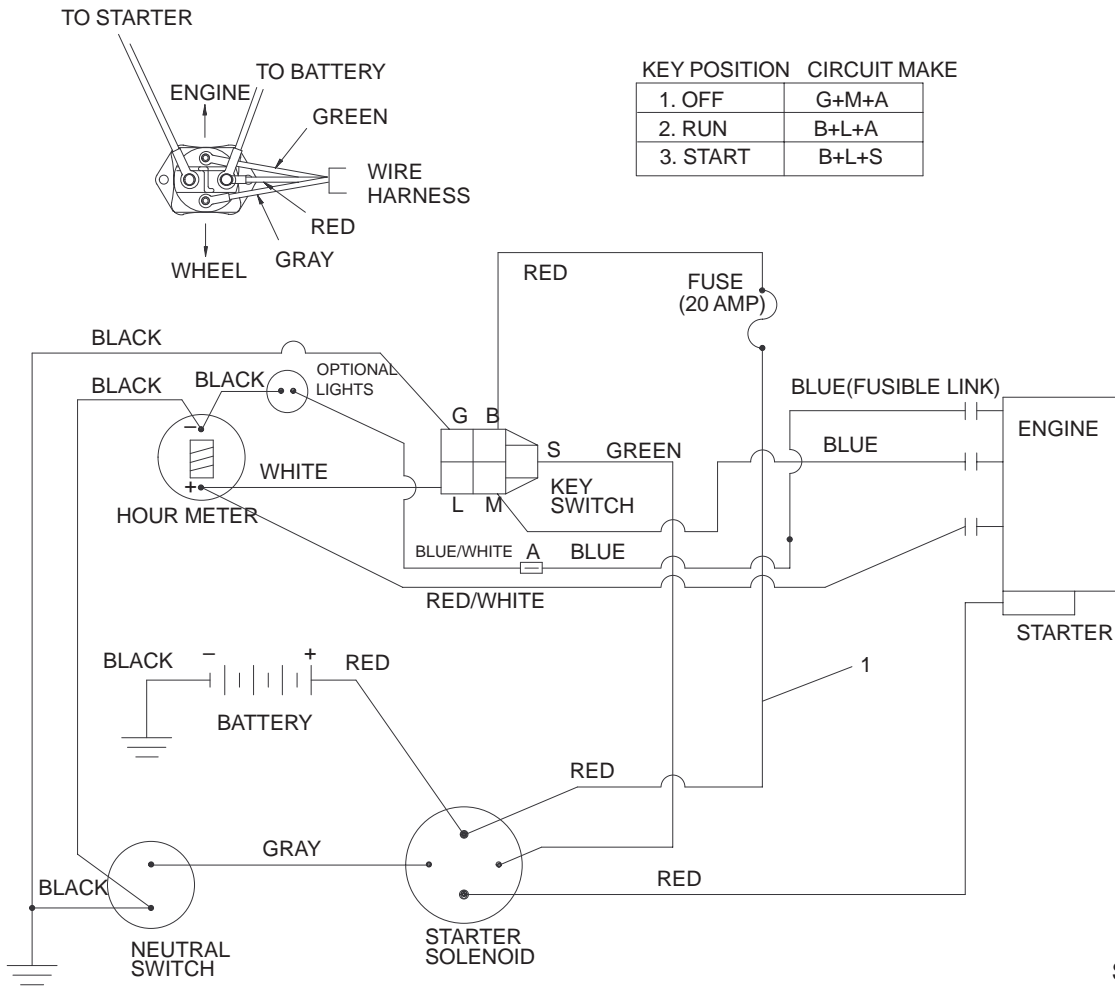 TO STARTER
TO BATTERY
ENGINE
GREEN
WIRE
HARNESS
RED
GRAY
WHEEL
KEY POSITION CIRCUIT MAKE
1. OFF G+M+A
2. RUN B+L+A
3. START B+L+S
RED
FUSE
(20 AMP)
BLACK
OPTIONAL
LIGHTS
BLACK
BLACK
BLUE(FUSIBLE LINK)
ENGINE
G B
S
GREEN
BLUE
–
WHITE
+
HOUR METER
L M
KEY
SWITCH
BLUE/WHITE A BLUE
RED/WHITE
STARTER
BLACK – + RED
BATTERY
1
RED
GRAY
RED
BLACK
NEUTRAL
SWITCH
STARTER
SOLENOID